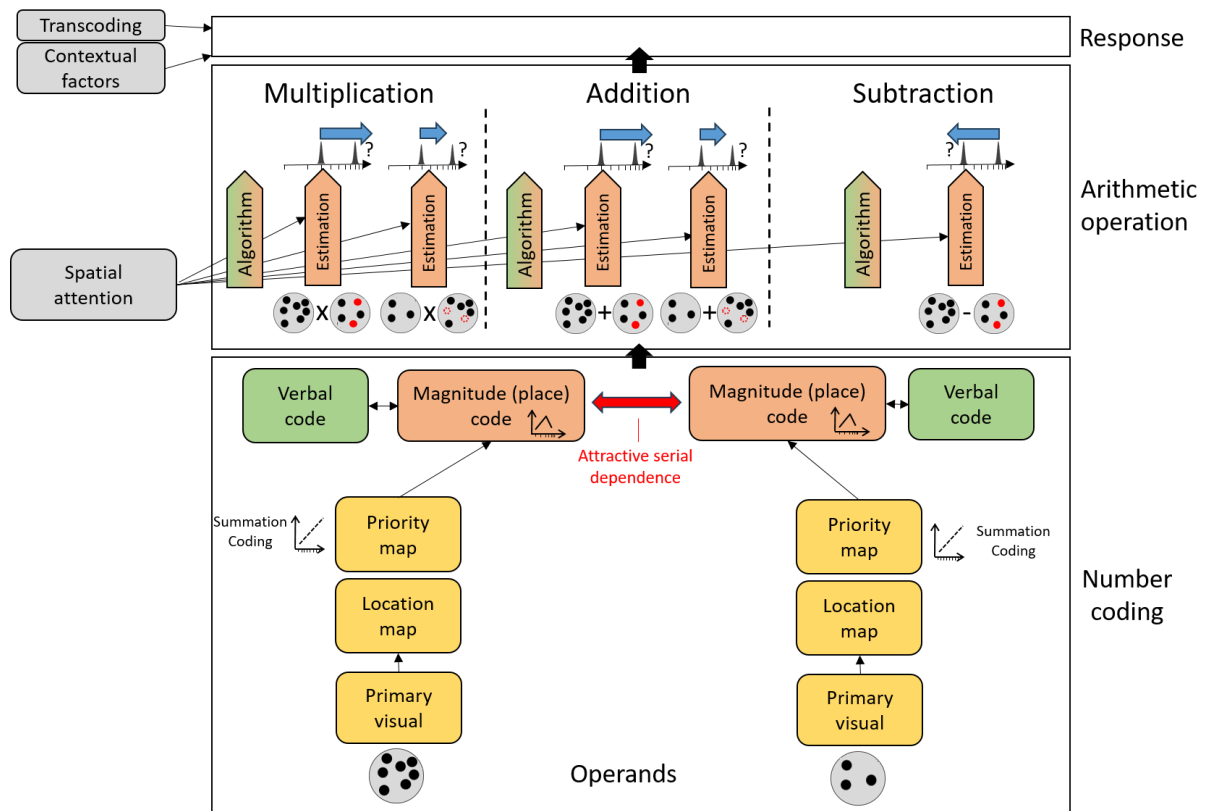 Transcoding
Contextual
factors
Response
Multiplication
Addition
Subtraction
?
?
?
?
?
Algorithm
Estimation
Estimation
Algorithm
Estimation
Estimation
Algorithm
Estimation
Arithmetic
operation
Spatial
attention
x
x
+
+
-
Verbal
code
Magnitude (place)
code
Magnitude (place)
code
Verbal
code
Attractive serial
dependence
Summation
Coding
Priority
map
Priority
map
Summation
Coding
Location
map
Location
map
Number
coding
Primary
visual
Primary
visual
Operands